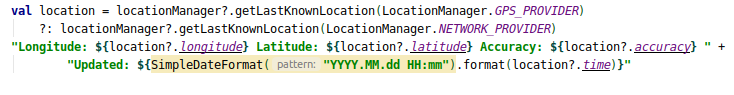 val location = locationManager?.getLastKnownLocation(LocationManager.GPS_PROVIDER)
?: locationManager?.getLastKnownLocation(LocationManager.NETWORK_PROVIDER)
"Longitude: ${location?.longitude} Latitude: ${location?.latitude} Accuracy: ${location?.accuracy} " +
"Updated: ${SimpleDateFormat( pattern: "YYYY.MM.dd HH:mm").format(location?.time)}"